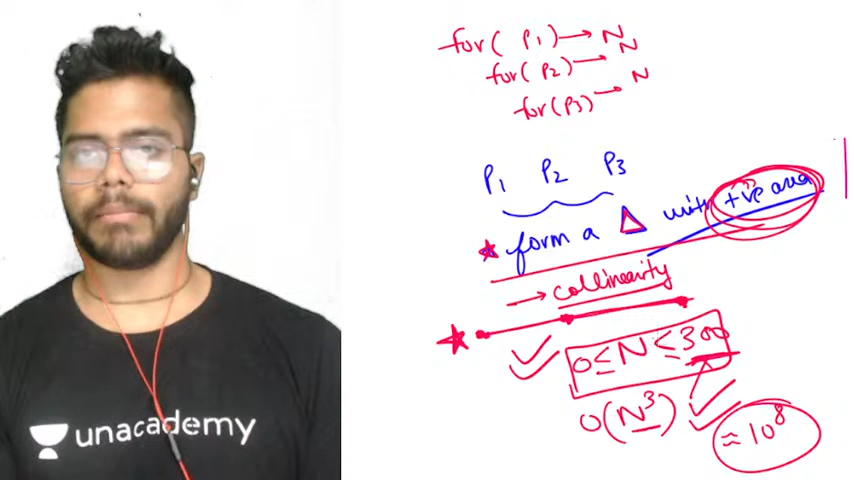 for( P1) → N
for( P2) → N
for(P3) → N
P1 P2 P3
form a △ with +ve area
→ collinearity
0 ≤ N ≤ 300
O(N³)
≈ 10⁸
unacademy